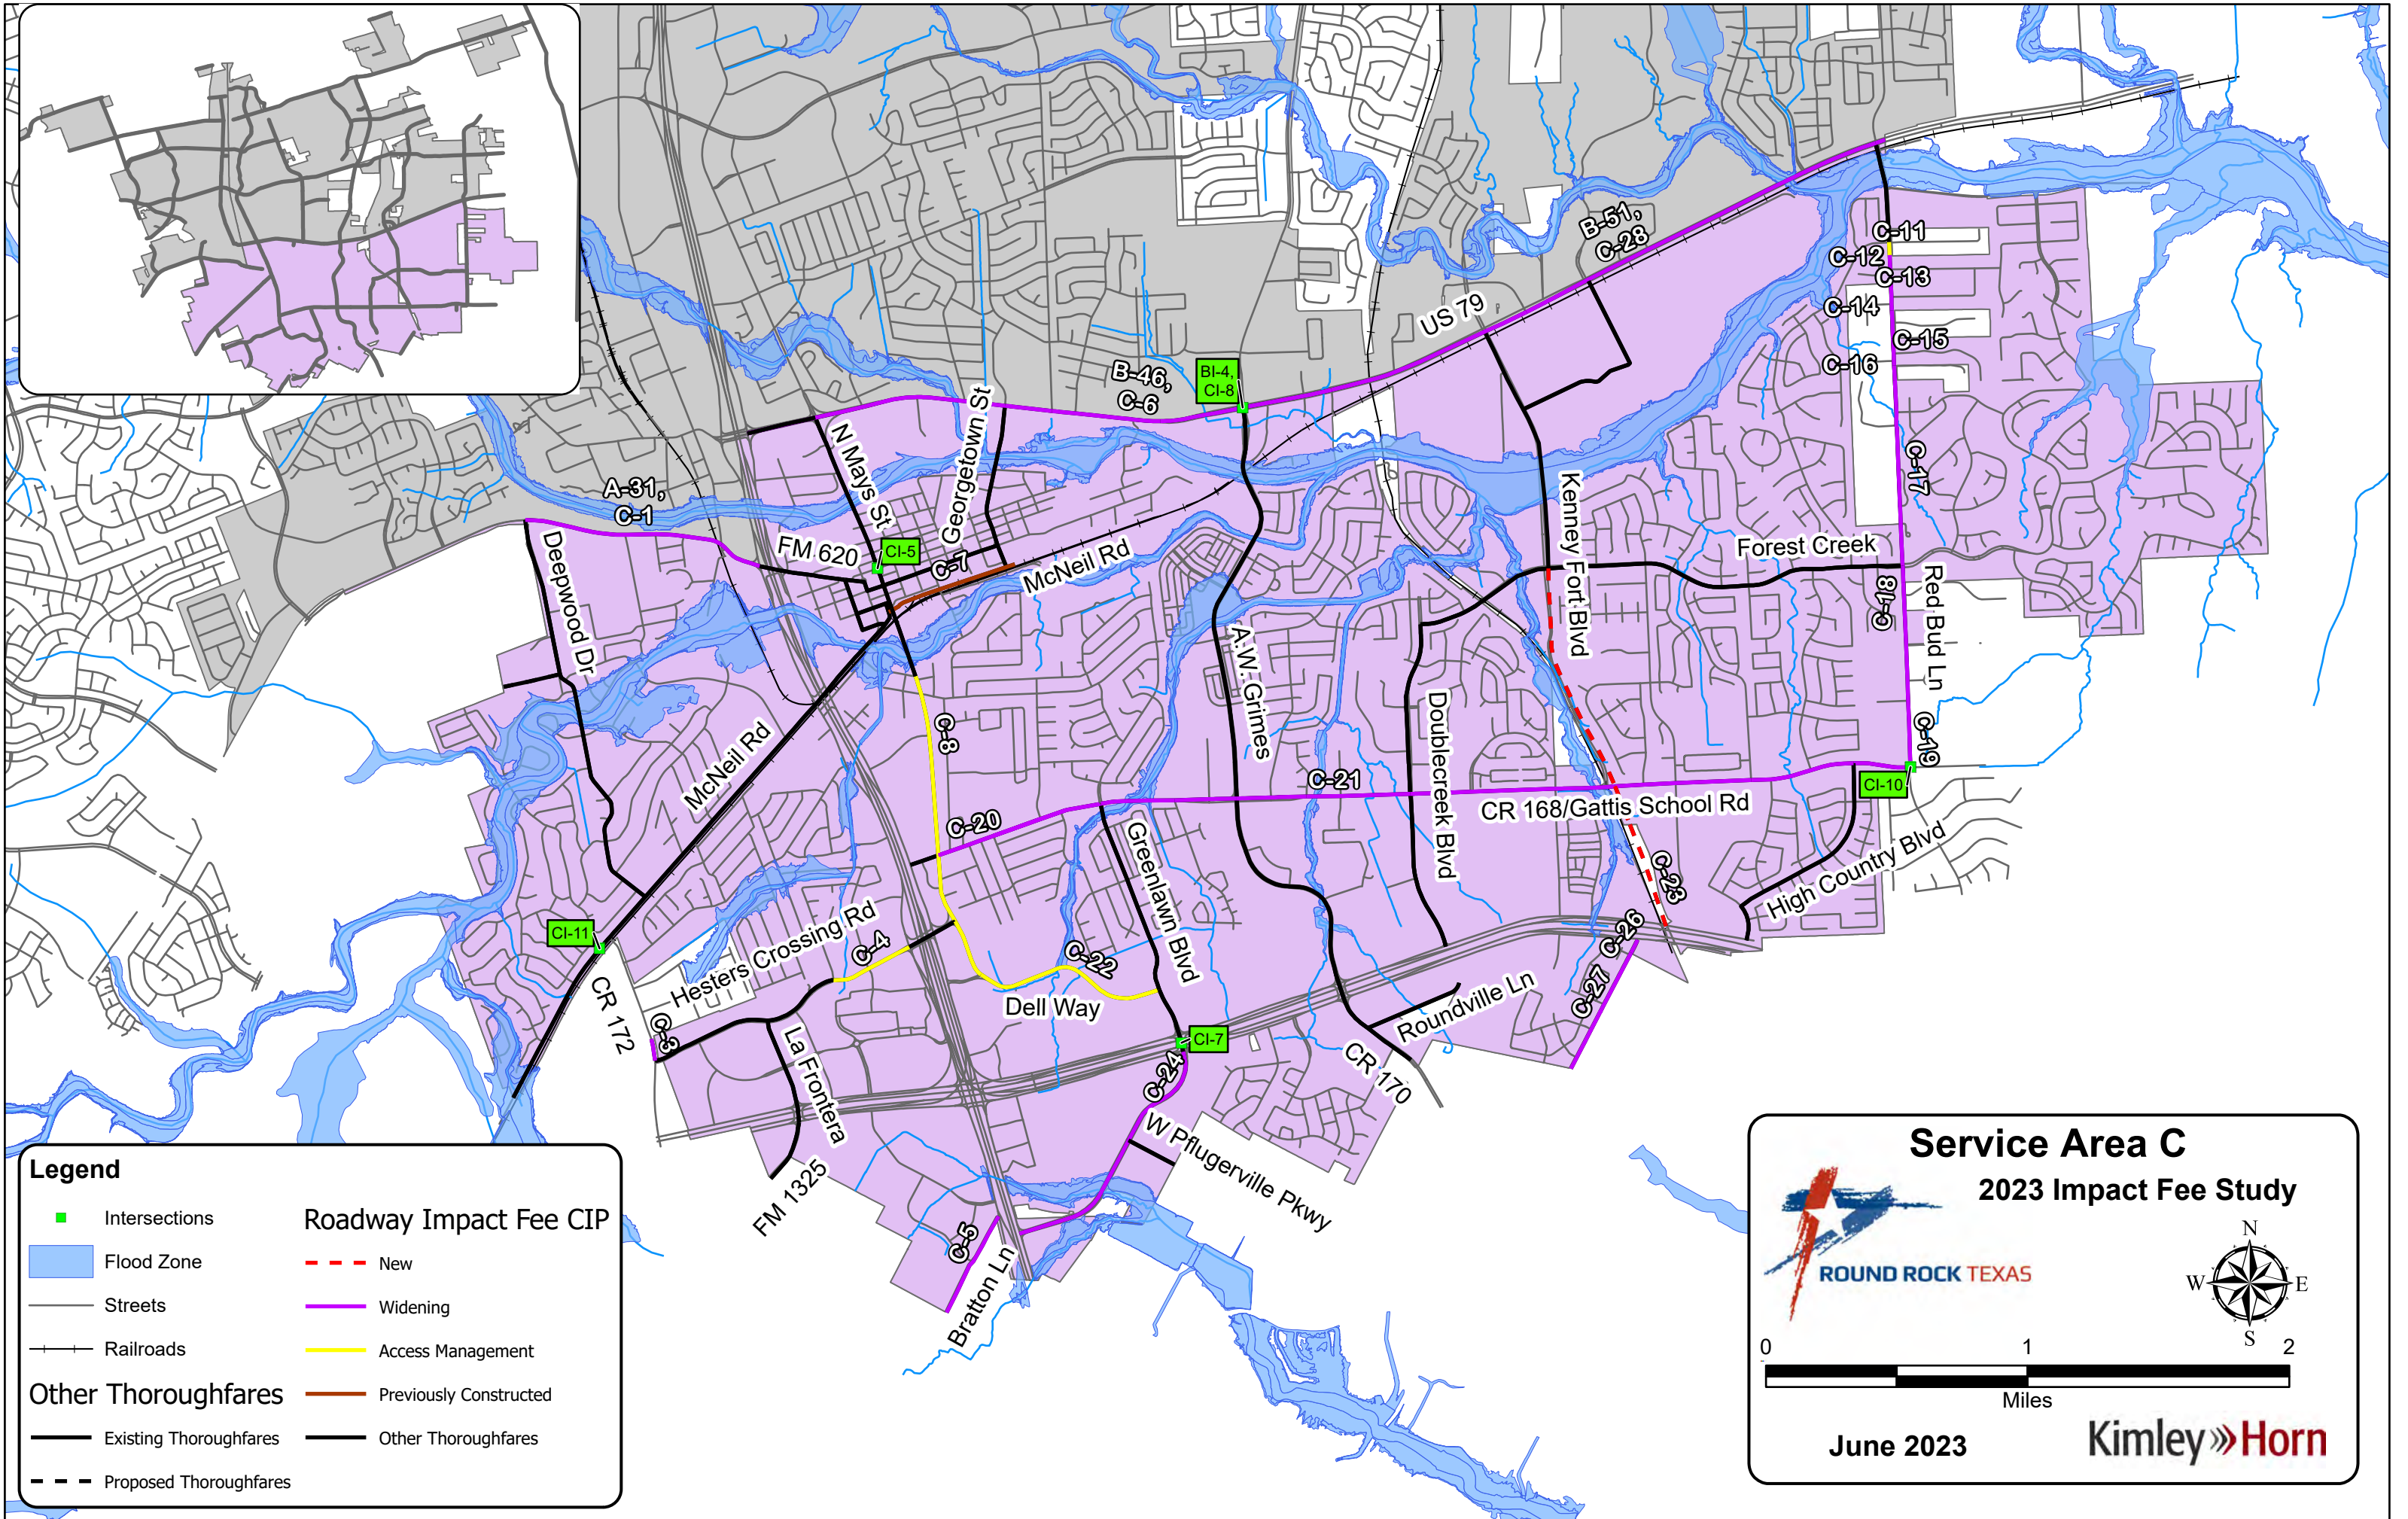 B-51,
C-28
US 79
C-11
C-12
C-13
C-14
C-15
C-16
BI-4,
CI-8
B-46,
C-6
N Mays St
Georgetown St
A-31,
C-1
C-17
Kenney Fort Blvd
FM 620
CI-5
C-7
McNeil Rd
Forest Creek
Deepwood Dr
C-18
Red Bud Ln
A.W. Grimes
C-8
McNeil Rd
Doublecreek Blvd
C-19
C-21
CI-10
CR 168/Gattis School Rd
C-20
Greenlawn Blvd
C-23
High Country Blvd
CI-11
Hesters Crossing Rd
C-4
C-22
C-26
C-27
Dell Way
Roundville Ln
CR 172
C-3
CI-7
La Frontera
C-24
CR 170
W Pflugerville Pkwy
FM 1325
C-5
Bratton Ln
Legend
Intersections
Flood Zone
Streets
Railroads
Other Thoroughfares
Existing Thoroughfares
Proposed Thoroughfares
Roadway Impact Fee CIP
New
Widening
Access Management
Previously Constructed
Other Thoroughfares
Service Area C
2023 Impact Fee Study
ROUND ROCK TEXAS
N
W E
S
0 1 2
Miles
June 2023
Kimley»Horn